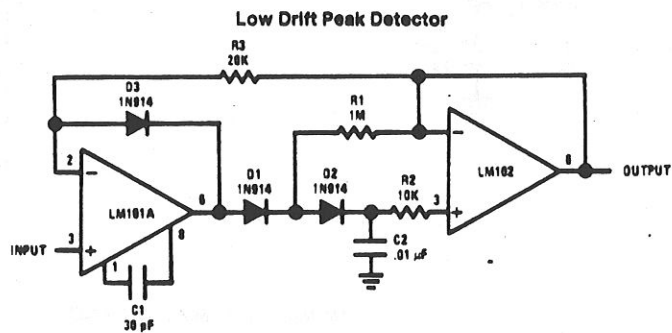 Low Drift Peak Detector
R3
20K
D3
1N914
R1
1M
2
−
D1
1N914
D2
1N914
−
LM102
6
OUTPUT
LM101A
6
R2
10K
3
+
INPUT
3
+
8
1
C2
.01 µF
C1
30 pF